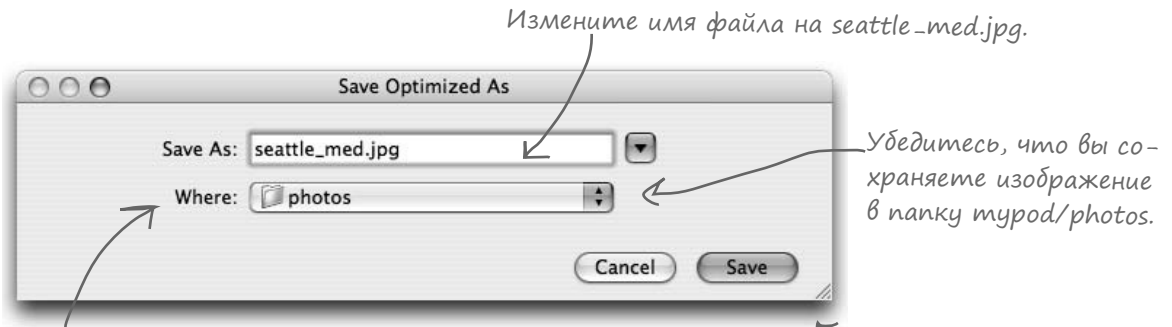 Измените имя файла на seattle_med.jpg.
Save Optimized As
Save As: seattle_med.jpg
Where: photos
Убедитесь, что вы со-
храняете изображение
в папку mypod/photos.
Cancel Save